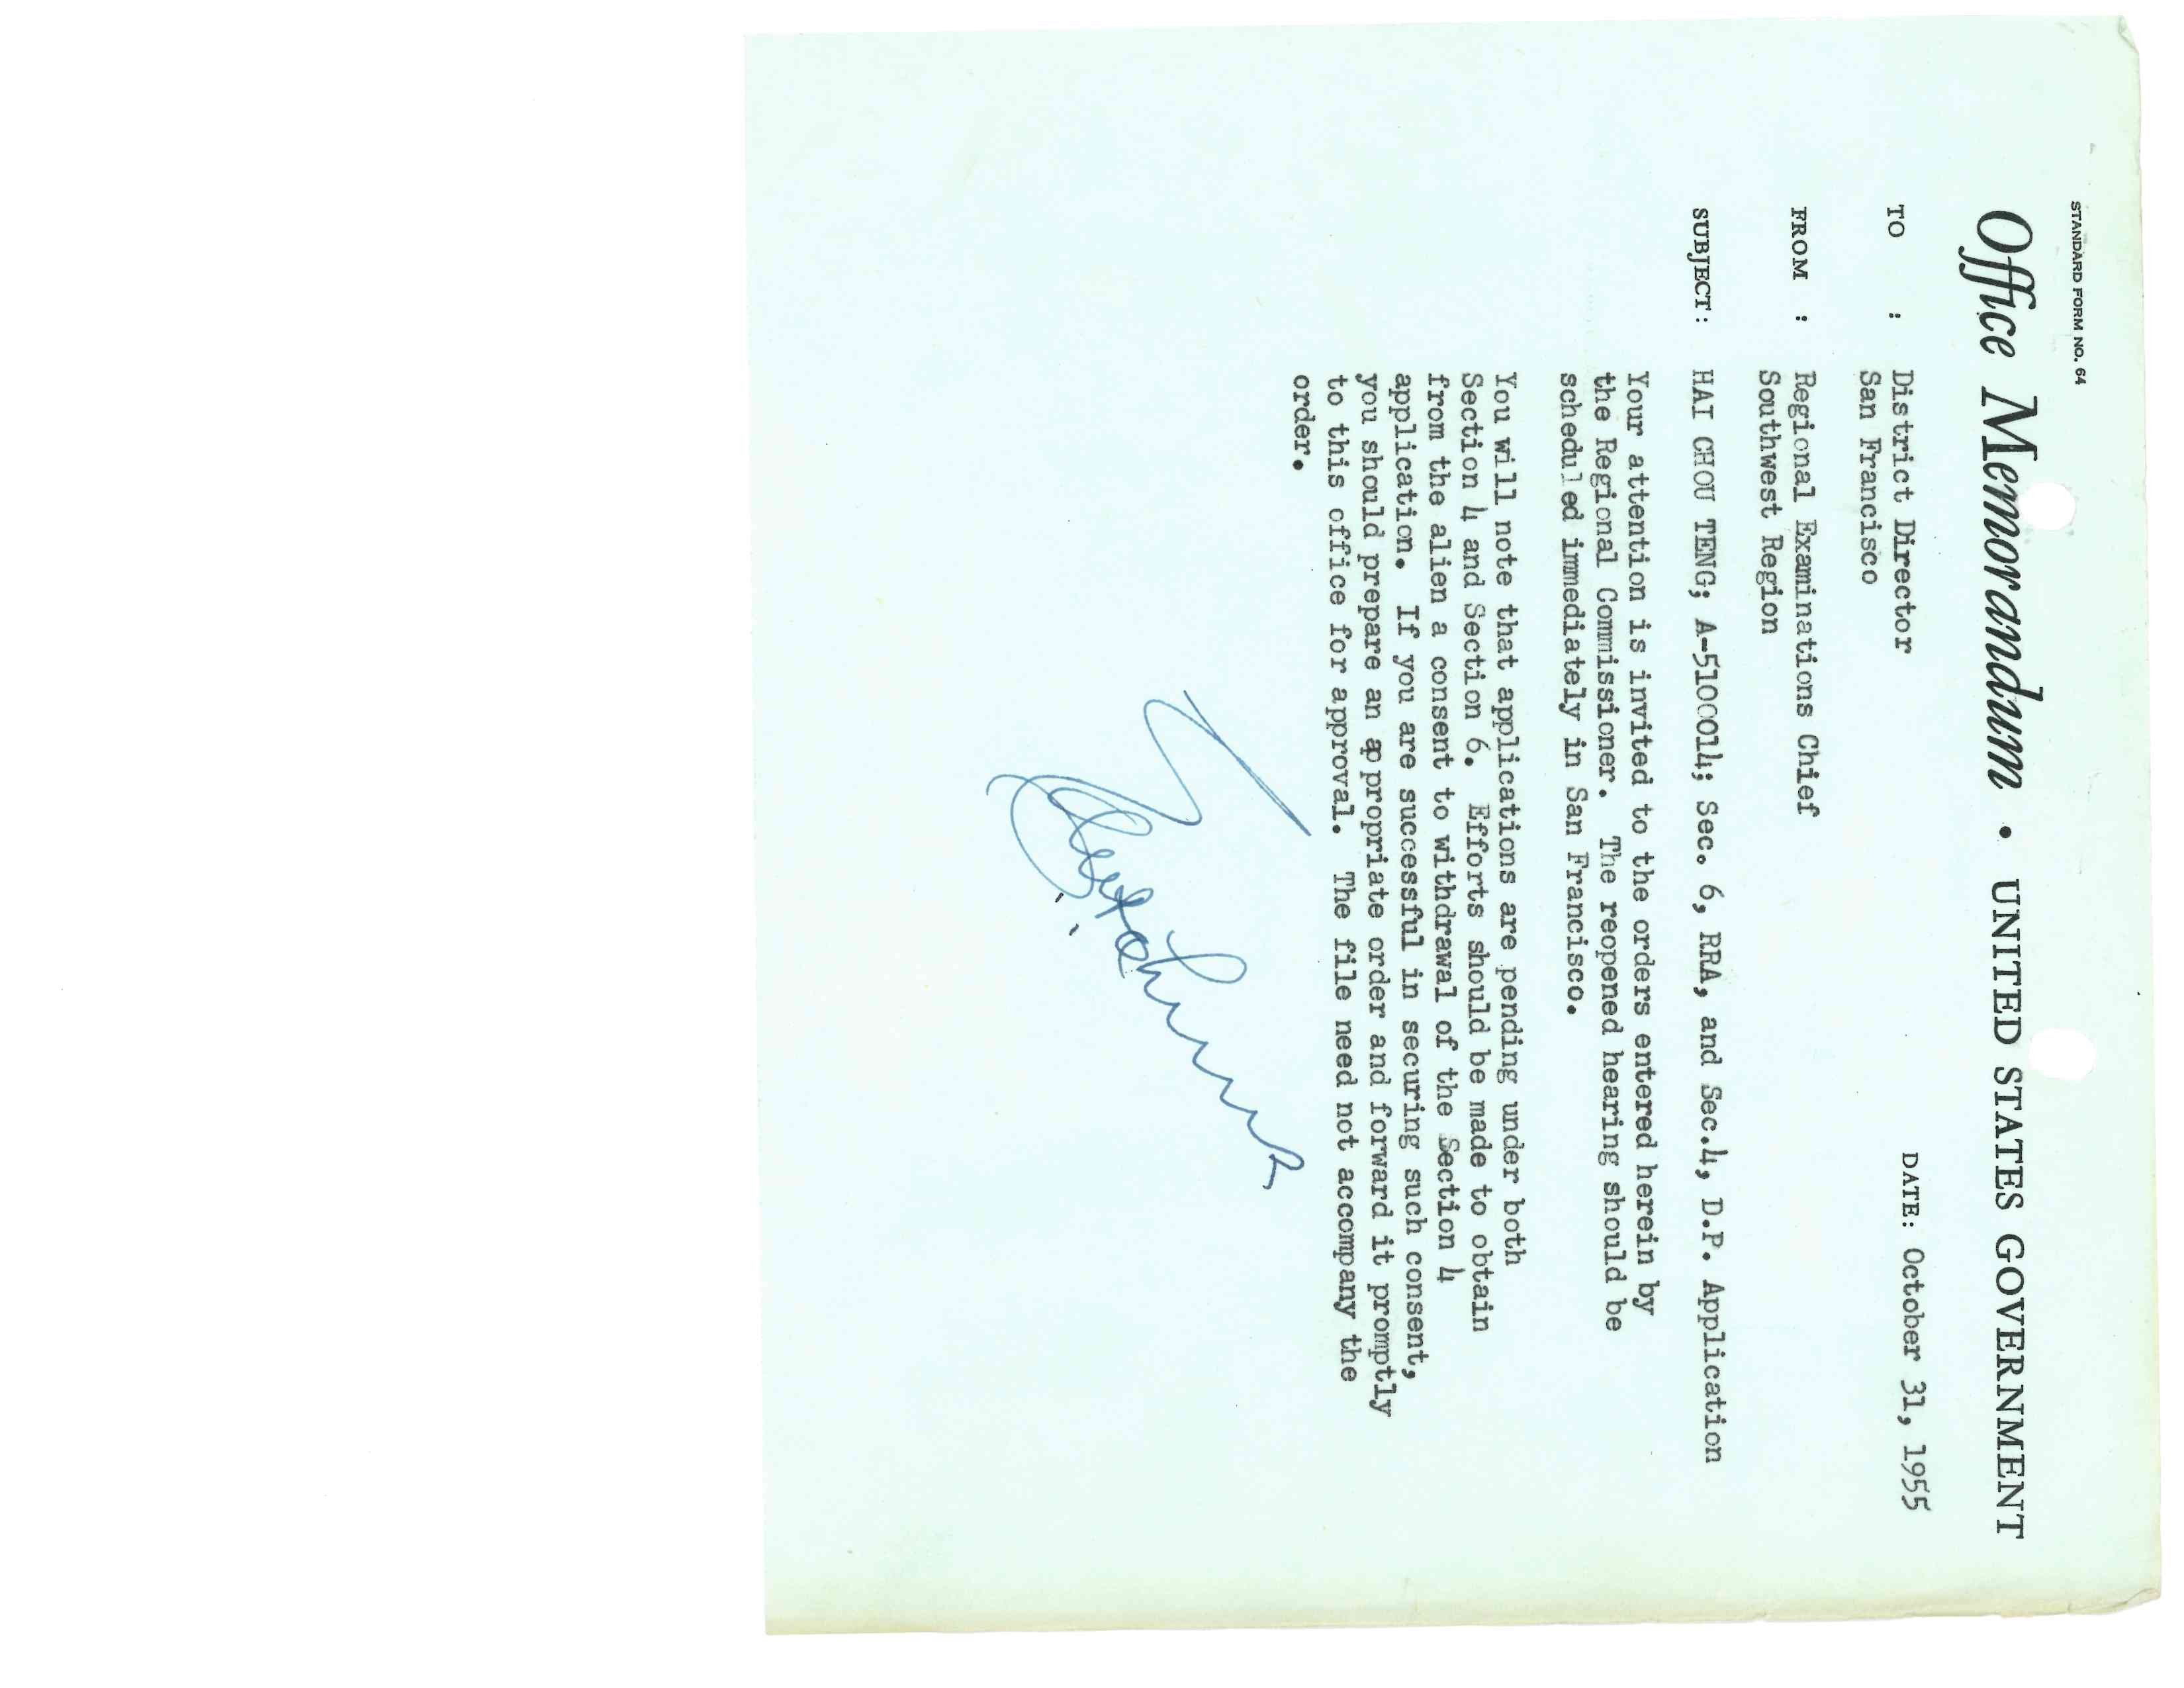 STANDARD FORM NO. 64
Office Memorandum • UNITED STATES GOVERNMENT
TO : District Director DATE: October 31, 1955
San Francisco
FROM : Regional Examinations Chief
Southwest Region
SUBJECT: HAI CHOU TENG; A-5100014; Sec. 6, RRA, and Sec.4, D.P. Application
Your attention is invited to the orders entered herein by
the Regional Commissioner. The reopened hearing should be
scheduled immediately in San Francisco.
You will note that applications are pending under both
Section 4 and Section 6. Efforts should be made to obtain
from the alien a consent to withdrawal of the Section 4
application. If you are successful in securing such consent,
you should prepare an appropriate order and forward it promptly
to this office for approval. The file need not accompany the
order.